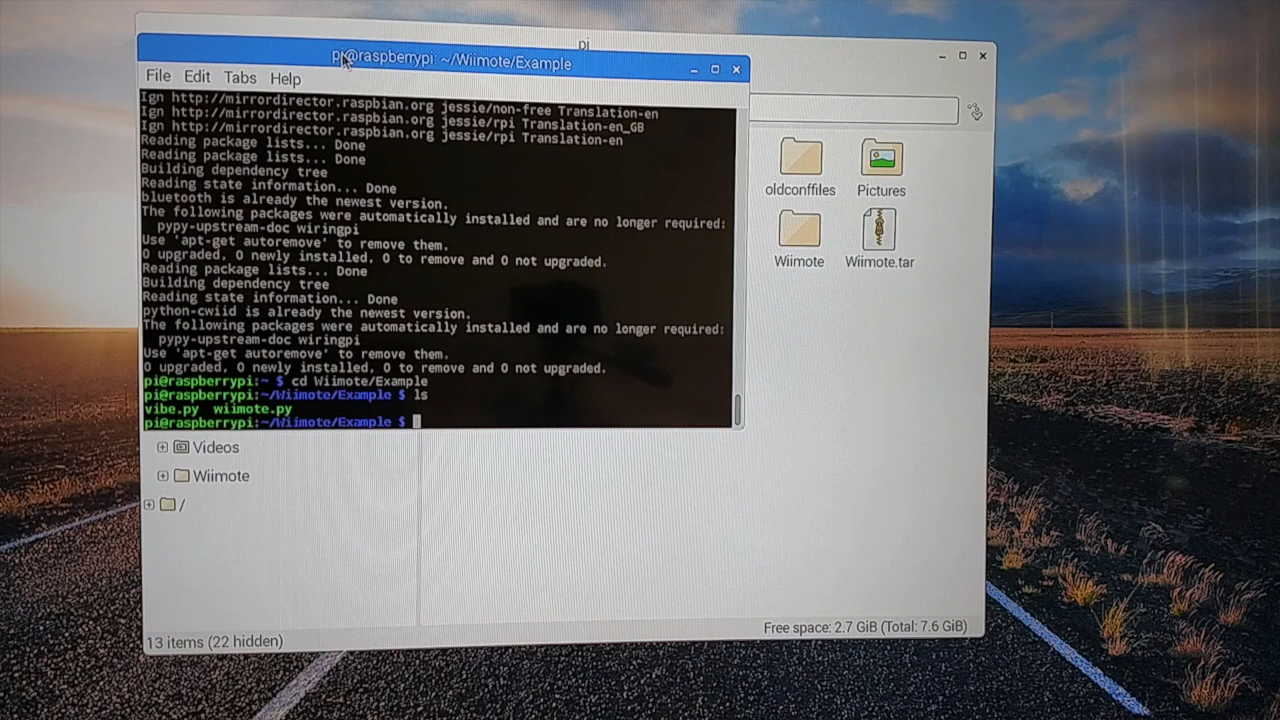 pi
pi@raspberrypi: ~/Wiimote/Example
File Edit Tabs Help
Ign http://mirrordirector.raspbian.org jessie/non-free Translation-en
Ign http://mirrordirector.raspbian.org jessie/rpi Translation-en_GB
Ign http://mirrordirector.raspbian.org jessie/rpi Translation-en
Reading package lists... Done
Reading package lists... Done
Building dependency tree
Reading state information... Done
bluetooth is already the newest version.
The following packages were automatically installed and are no longer required:
pypy-upstream-doc wiringpi
Use 'apt-get autoremove' to remove them.
0 upgraded, 0 newly installed, 0 to remove and 0 not upgraded.
Reading package lists... Done
Building dependency tree
Reading state information... Done
python-cwiid is already the newest version.
The following packages were automatically installed and are no longer required:
pypy-upstream-doc wiringpi
Use 'apt-get autoremove' to remove them.
0 upgraded, 0 newly installed, 0 to remove and 0 not upgraded.
pi@raspberrypi:~ $ cd Wiimote/Example
pi@raspberrypi:~/Wiimote/Example $ ls
vibe.py wiimote.py
pi@raspberrypi:~/Wiimote/Example $
oldconffiles Pictures
Wiimote Wiimote.tar
Videos
Wiimote
/
13 items (22 hidden)
Free space: 2.7 GiB (Total: 7.6 GiB)